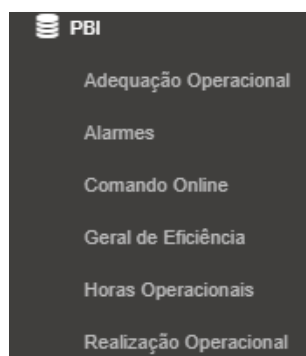 PBI
Adequação Operacional
Alarmes
Comando Online
Geral de Eficiência
Horas Operacionais
Realização Operacional